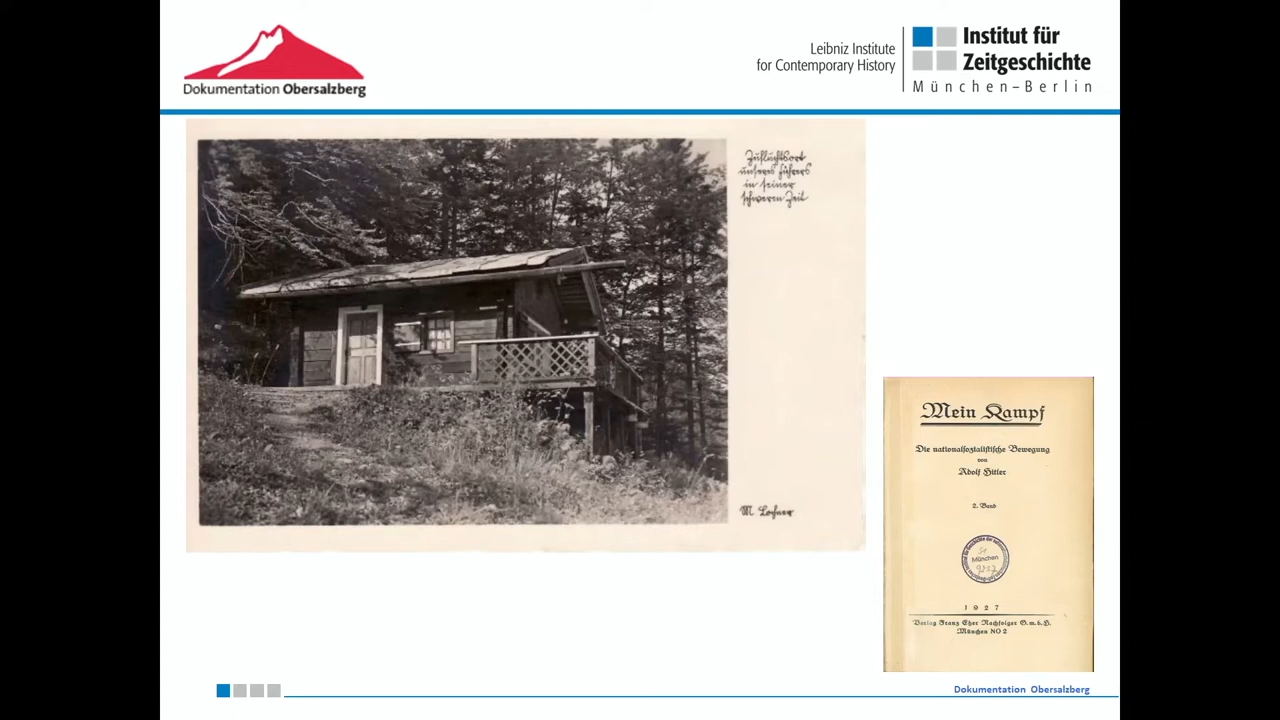 Dokumentation Obersalzberg
Leibniz Institute
for Contemporary History
Institut für
Zeitgeschichte
München–Berlin
Zufluchtsort
unseres Führers
in seiner
schweren Zeit
M. Lochner
Mein Kampf
Die nationalsozialistische Bewegung
von
Adolf Hitler
2. Band
München
1927
Verlag Franz Eher Nachfolger G.m.b.H.
München NO 2
Dokumentation Obersalzberg